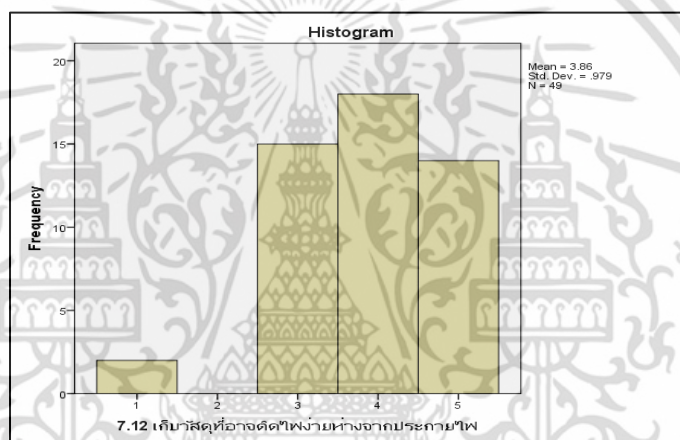 Histogram
Mean = 3.86
Std. Dev. = .979
N = 49
Frequency
20
15
10
5
0
1 2 3 4 5
7.12 เก็บวัสดุที่อาจติดไฟง่ายห่างจากประกายไฟ